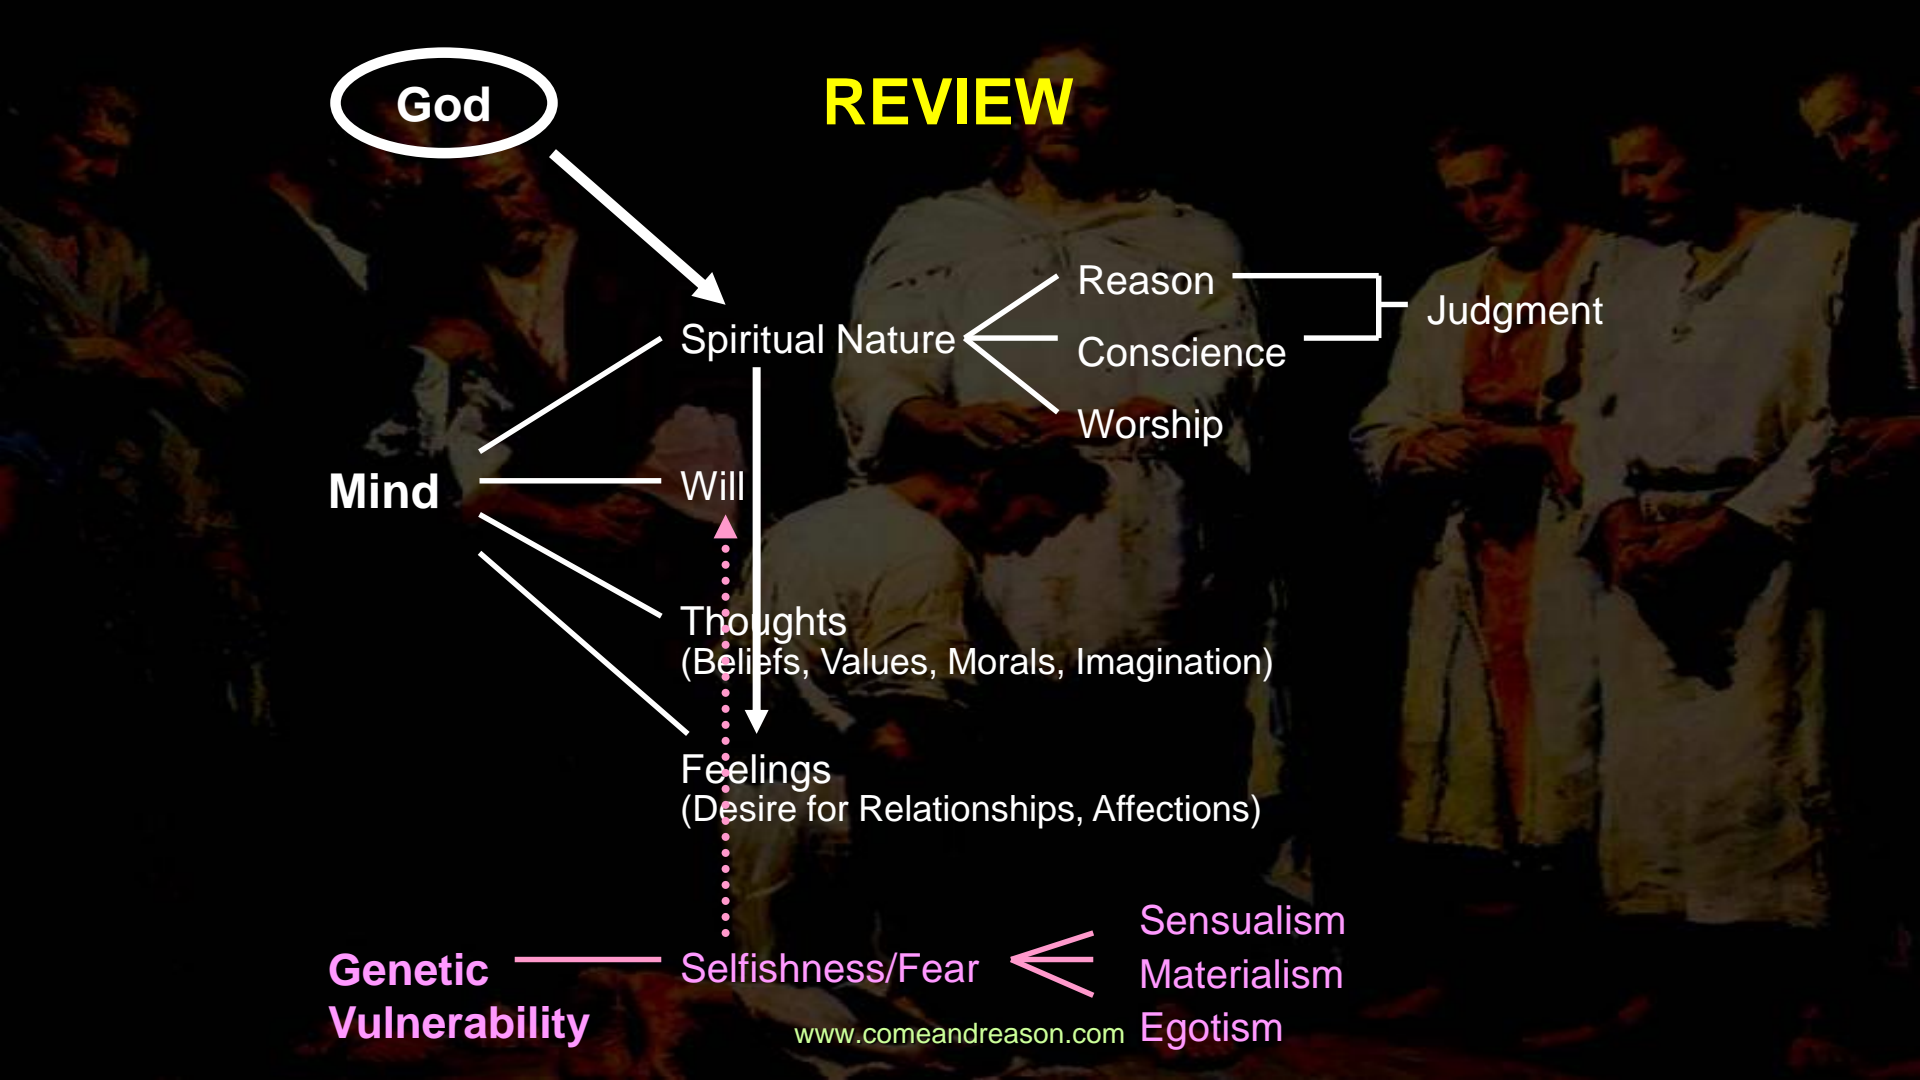 God
REVIEW
Reason
Judgment
Spiritual Nature
Conscience
Worship
Mind
Will
Thoughts
(Beliefs, Values, Morals, Imagination)
Feelings
(Desire for Relationships, Affections)
Sensualism
Genetic
Vulnerability
Selfishness/Fear
Materialism
Egotism
www.comeandreason.com